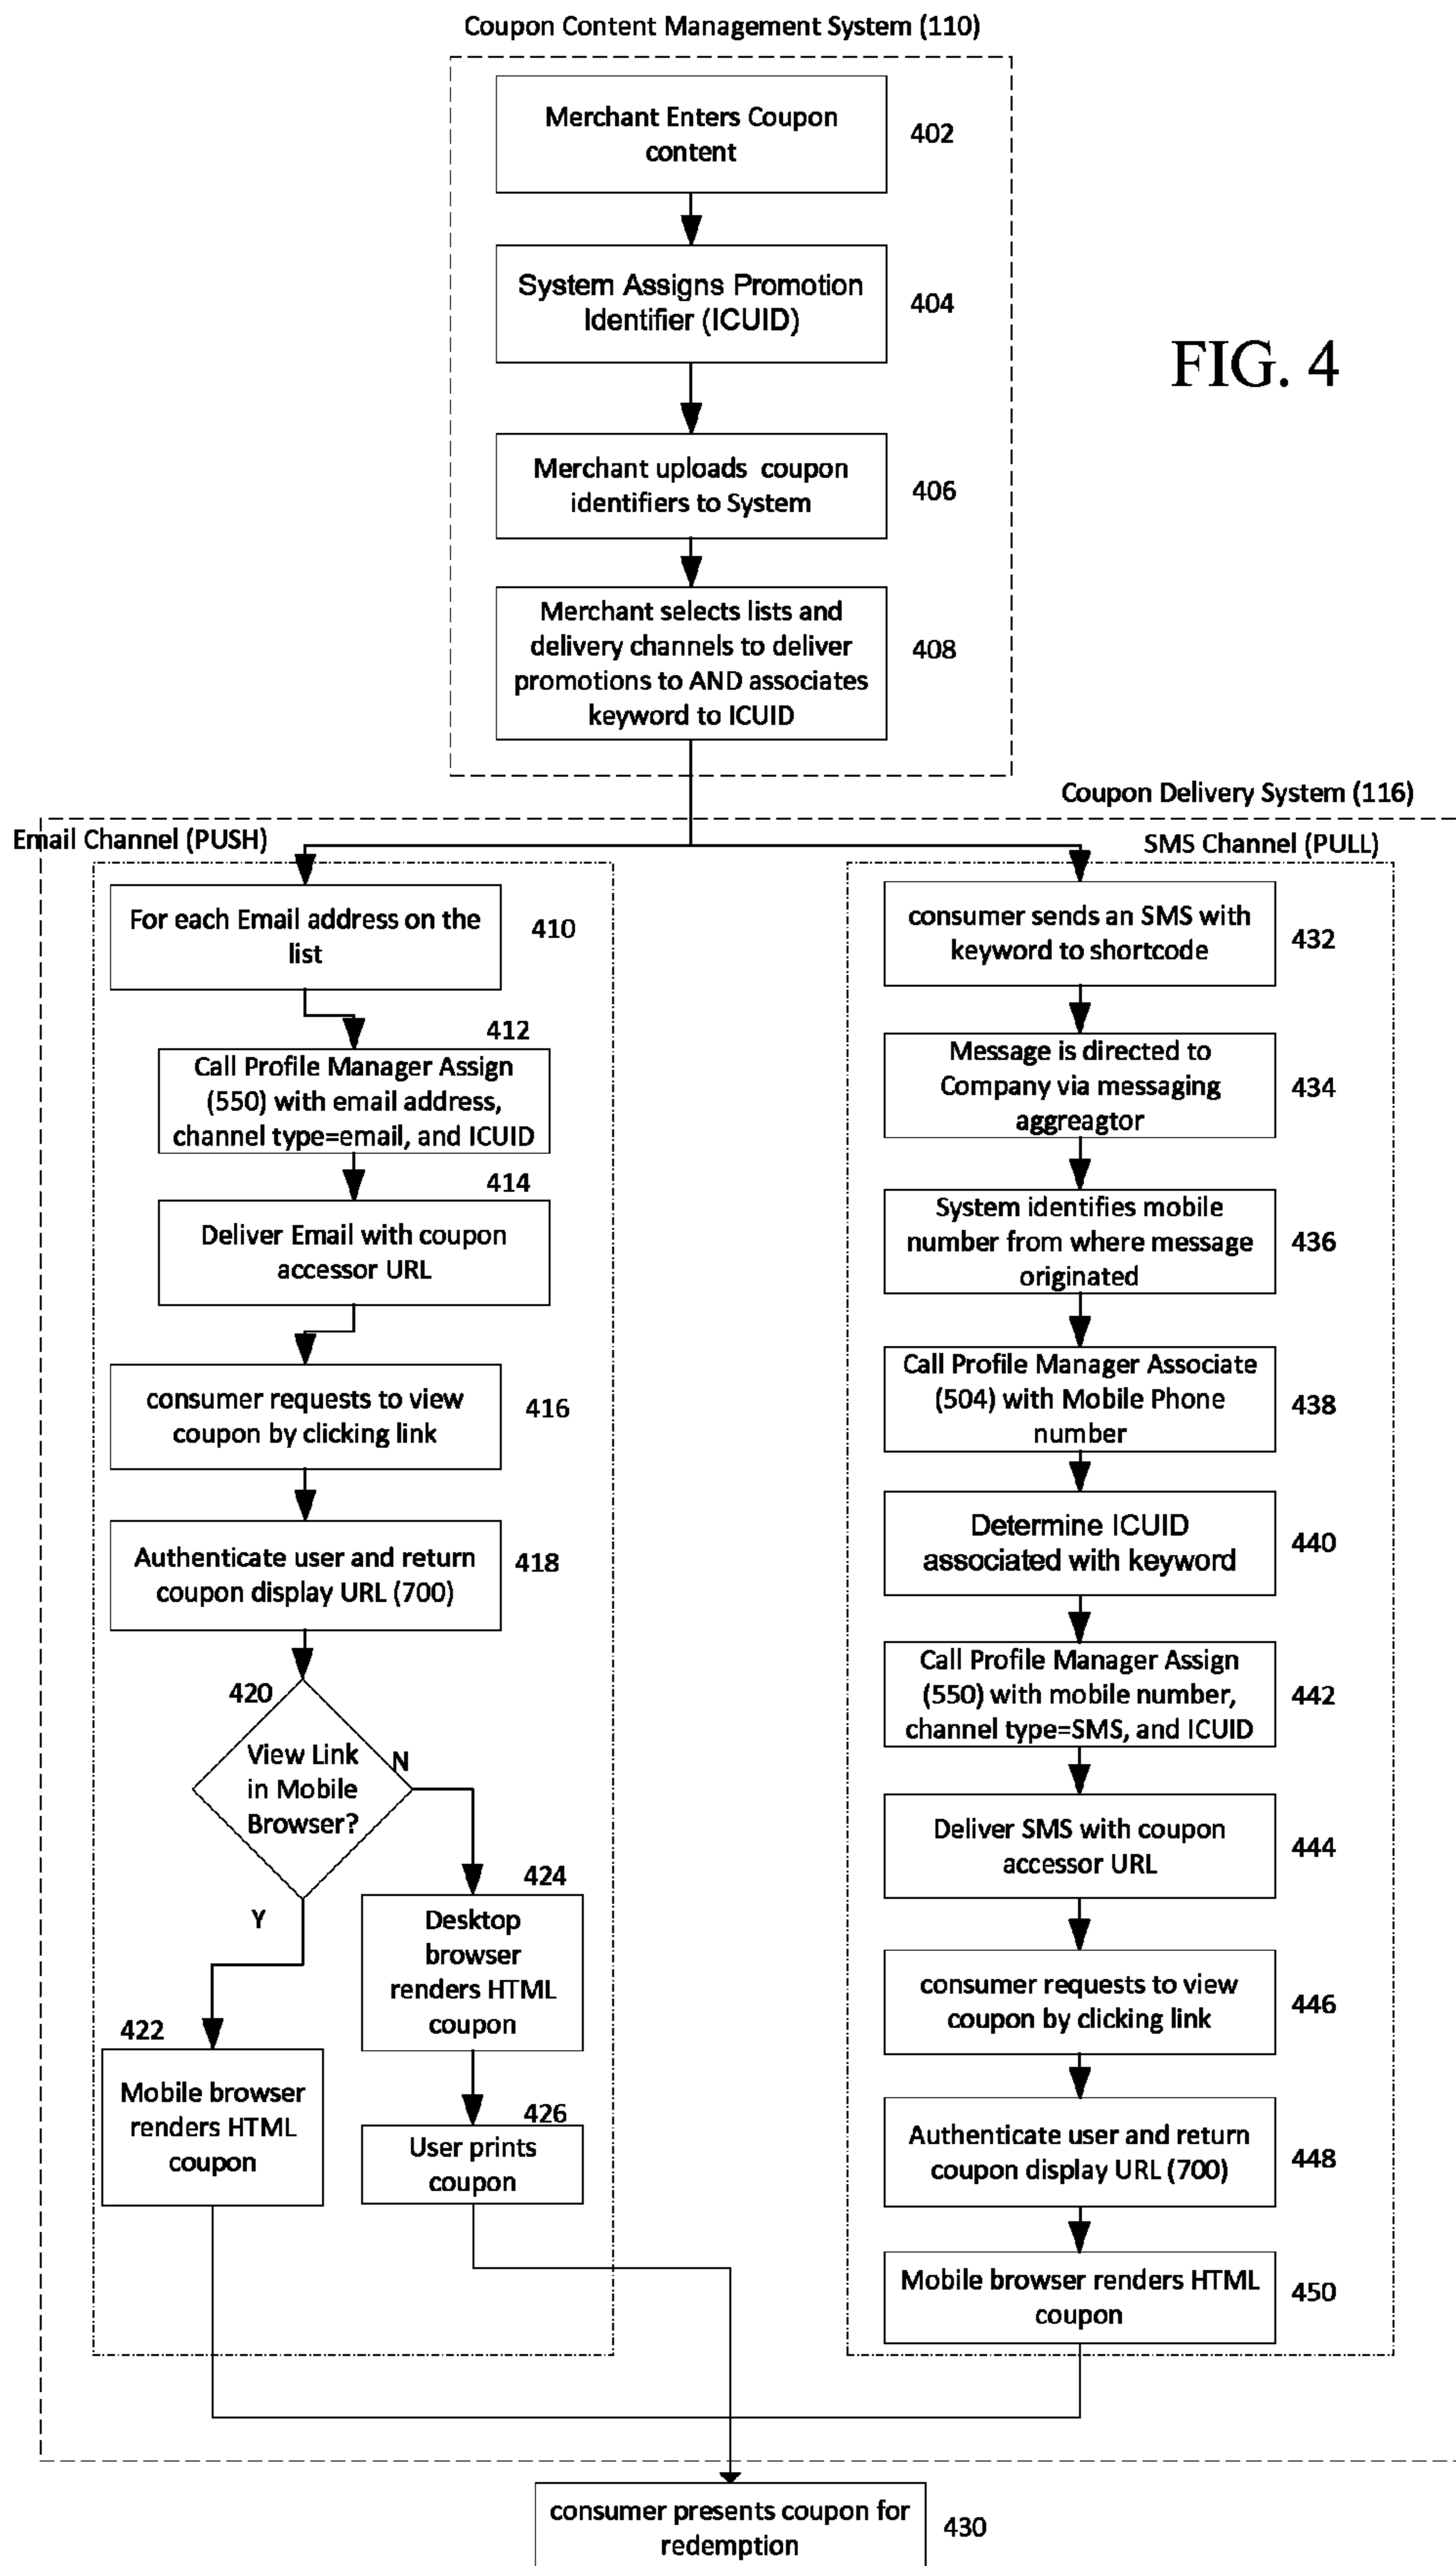 Coupon Content Management System (110)
Merchant Enters Coupon
content
402
System Assigns Promotion
Identifier (ICUID)
404
FIG. 4
Merchant uploads coupon
identifiers to System
406
Merchant selects lists and
delivery channels to deliver
promotions to AND associates
keyword to ICUID
408
Coupon Delivery System (116)
Email Channel (PUSH)
For each Email address on the
list
410
412
Call Profile Manager Assign
(550) with email address,
channel type=email, and ICUID
414
Deliver Email with coupon
accessor URL
consumer requests to view
coupon by clicking link
416
Authenticate user and return
coupon display URL (700)
418
420
View Link
in Mobile
Browser?
N
Y
424
Desktop
browser
renders HTML
coupon
422
Mobile browser
renders HTML
coupon
426
User prints
coupon
SMS Channel (PULL)
consumer sends an SMS with
keyword to shortcode
432
Message is directed to
Company via messaging
aggreagtor
434
System identifies mobile
number from where message
originated
436
Call Profile Manager Associate
(504) with Mobile Phone
number
438
Determine ICUID
associated with keyword
440
Call Profile Manager Assign
(550) with mobile number,
channel type=SMS, and ICUID
442
Deliver SMS with coupon
accessor URL
444
consumer requests to view
coupon by clicking link
446
Authenticate user and return
coupon display URL (700)
448
Mobile browser renders HTML
coupon
450
consumer presents coupon for
redemption
430